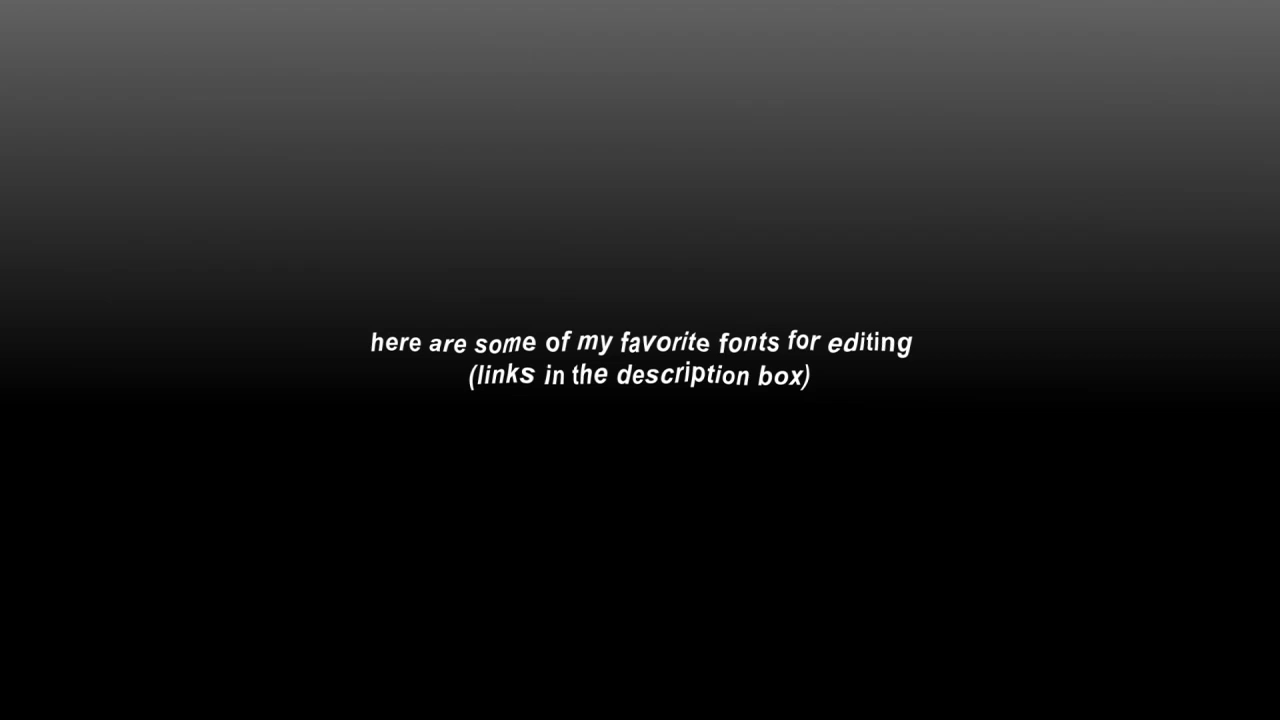 here are some of my favorite fonts for editing
(links in the description box)